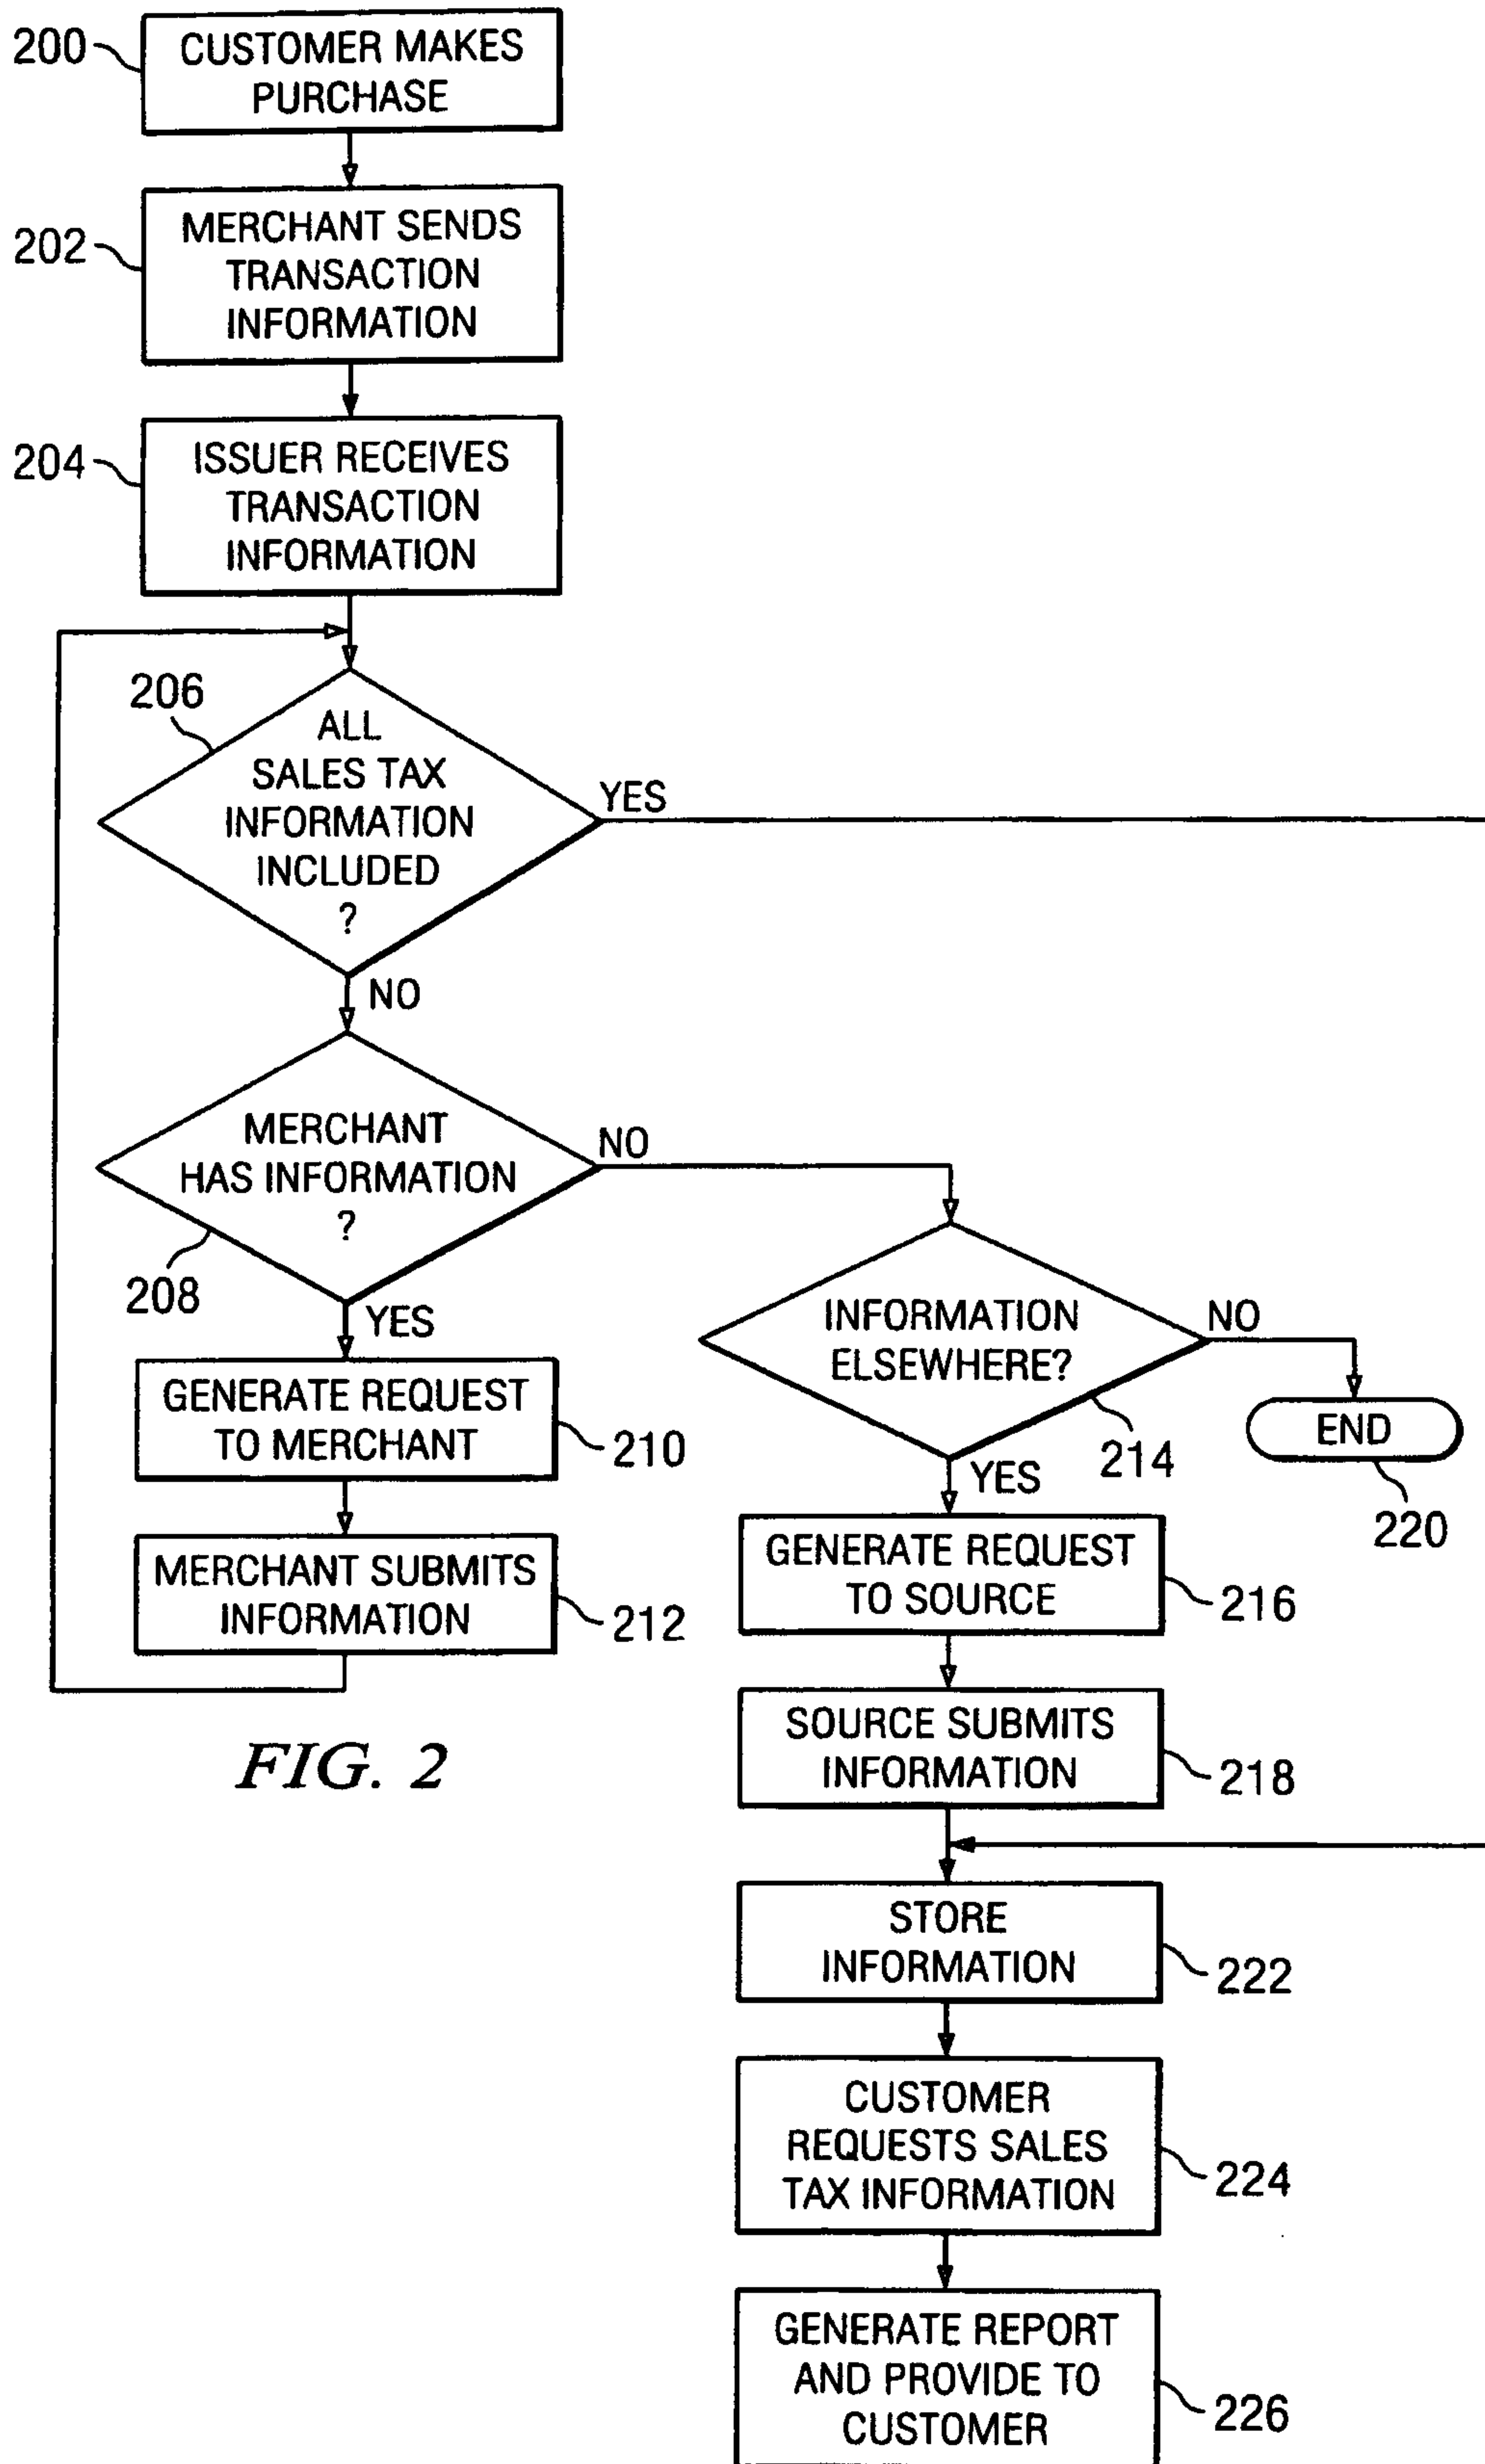 200
CUSTOMER MAKES
PURCHASE
202
MERCHANT SENDS
TRANSACTION
INFORMATION
204
ISSUER RECEIVES
TRANSACTION
INFORMATION
206
ALL
SALES TAX
INFORMATION
INCLUDED
?
YES
NO
MERCHANT
HAS INFORMATION
?
NO
208
YES
GENERATE REQUEST
TO MERCHANT
210
MERCHANT SUBMITS
INFORMATION
212
INFORMATION
ELSEWHERE?
NO
214
END
220
YES
GENERATE REQUEST
TO SOURCE
216
SOURCE SUBMITS
INFORMATION
218
STORE
INFORMATION
222
CUSTOMER
REQUESTS SALES
TAX INFORMATION
224
GENERATE REPORT
AND PROVIDE TO
CUSTOMER
226
FIG. 2